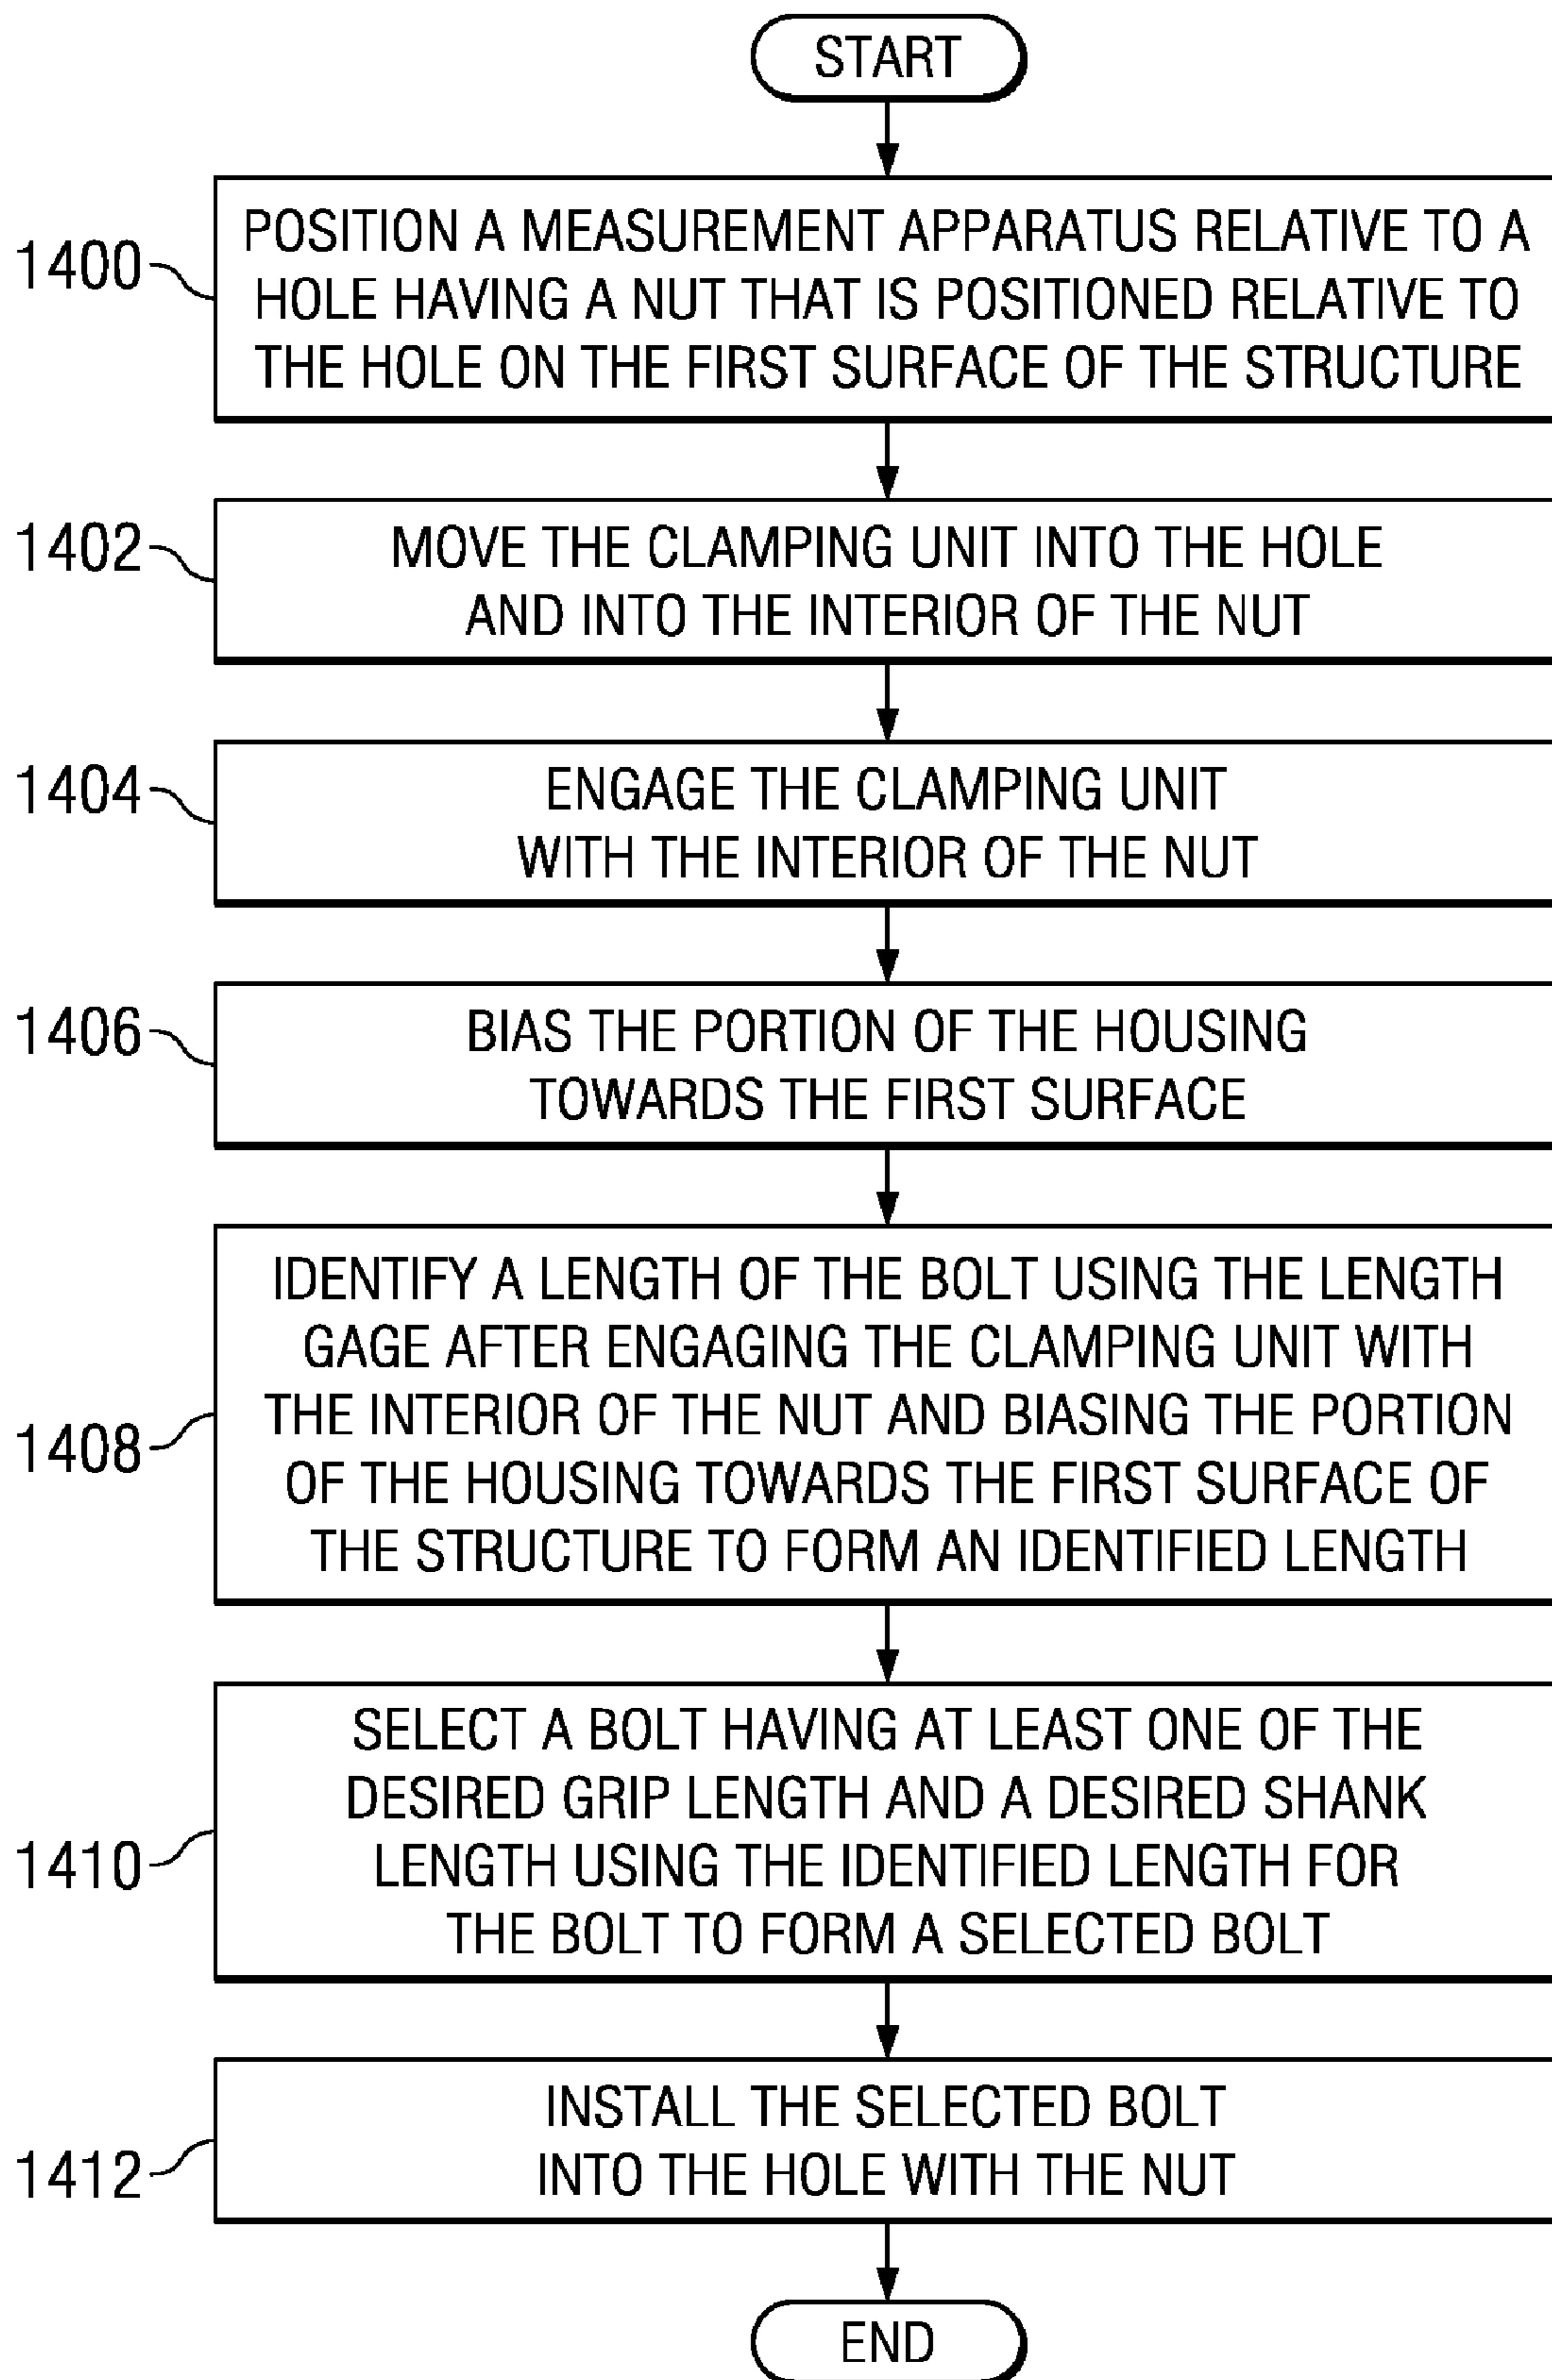 START
1400
POSITION A MEASUREMENT APPARATUS RELATIVE TO A
HOLE HAVING A NUT THAT IS POSITIONED RELATIVE TO
THE HOLE ON THE FIRST SURFACE OF THE STRUCTURE
1402
MOVE THE CLAMPING UNIT INTO THE HOLE
AND INTO THE INTERIOR OF THE NUT
1404
ENGAGE THE CLAMPING UNIT
WITH THE INTERIOR OF THE NUT
1406
BIAS THE PORTION OF THE HOUSING
TOWARDS THE FIRST SURFACE
1408
IDENTIFY A LENGTH OF THE BOLT USING THE LENGTH
GAGE AFTER ENGAGING THE CLAMPING UNIT WITH
THE INTERIOR OF THE NUT AND BIASING THE PORTION
OF THE HOUSING TOWARDS THE FIRST SURFACE OF
THE STRUCTURE TO FORM AN IDENTIFIED LENGTH
1410
SELECT A BOLT HAVING AT LEAST ONE OF THE
DESIRED GRIP LENGTH AND A DESIRED SHANK
LENGTH USING THE IDENTIFIED LENGTH FOR
THE BOLT TO FORM A SELECTED BOLT
1412
INSTALL THE SELECTED BOLT
INTO THE HOLE WITH THE NUT
END